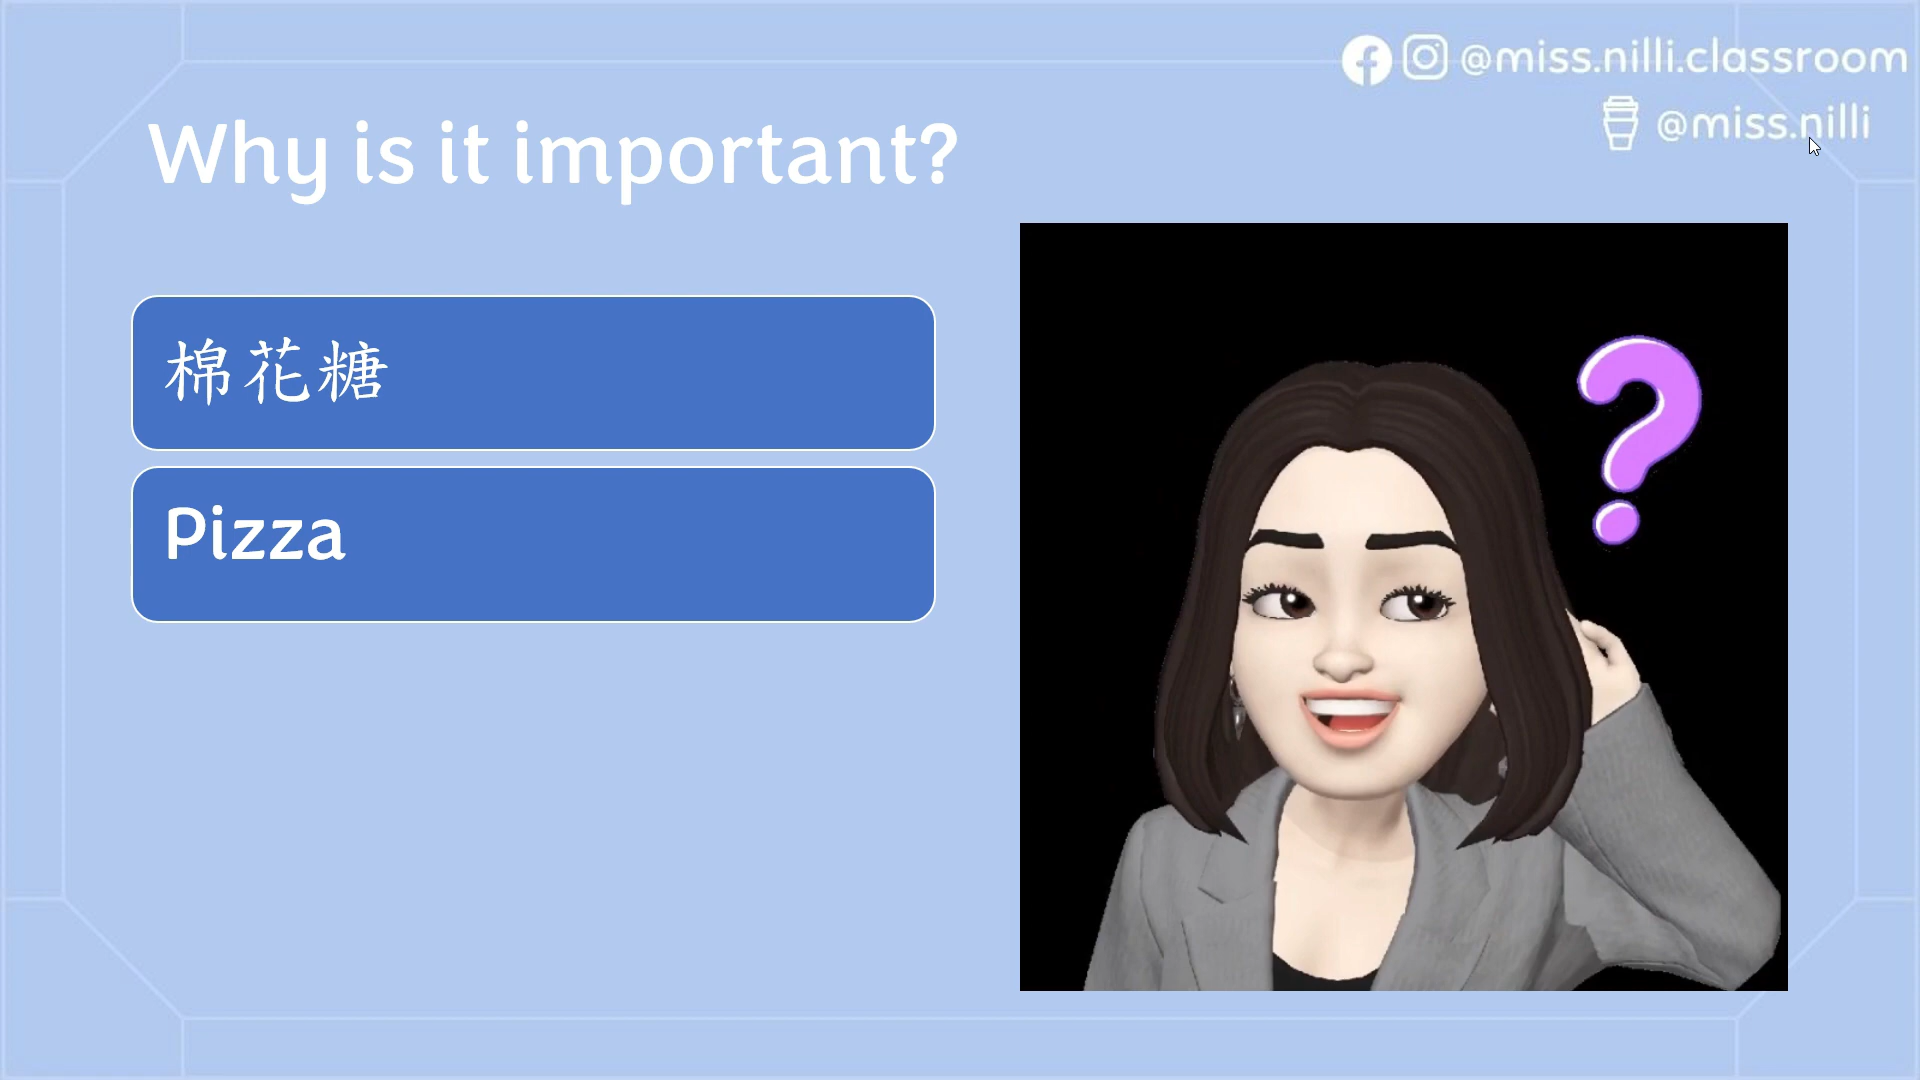 @miss.nilli.classroom
@miss.nilli
Why is it important?
棉花糖
Pizza
?